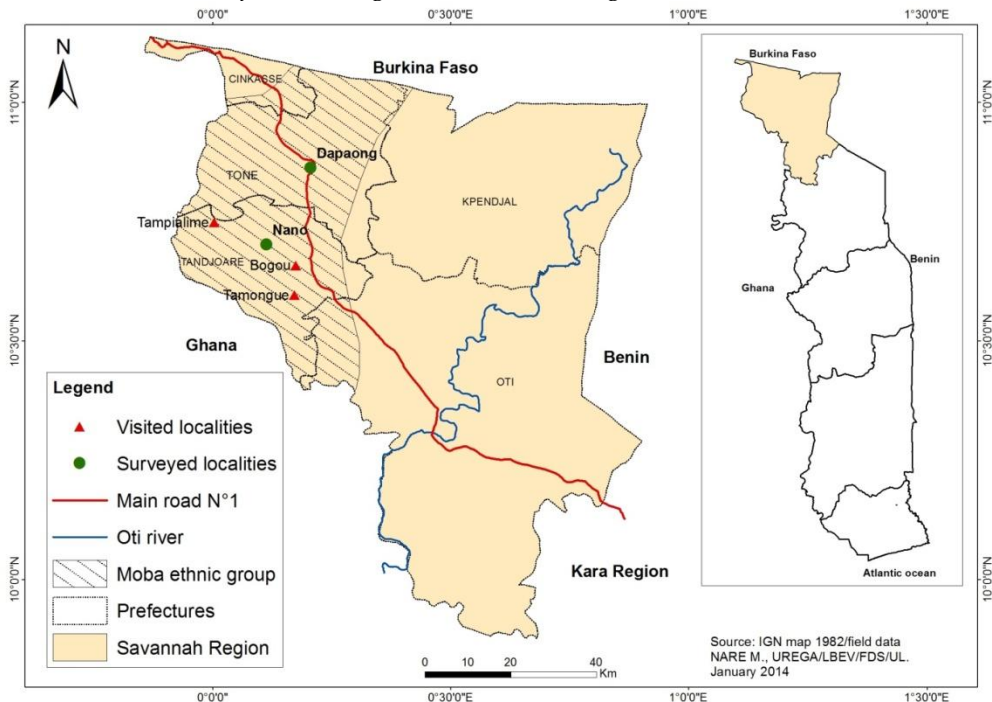 0°0'0"
0°30'0"E
1°0'0"E
1°30'0"E
N
Burkina Faso
Burkina Faso
11°0'0"N
11°0'0"N
CINKASSE
Dapaong
TONE
KPENDJAL
Tampialime
Nano
TANDJOARE
Bogou
Tamongue
Benin
Ghana
Ghana
Benin
10°30'0"N
10°30'0"N
OTI
Legend
Visited localities
Surveyed localities
Main road N°1
Oti river
Moba ethnic group
Prefectures
Savannah Region
10°0'0"N
10°0'0"N
Kara Region
Atlantic ocean
0 10 20 40
Km
Source: IGN map 1982/field data
NARE M., UREGA/LBEV/FDS/UL.
January 2014
0°0'0"
0°30'0"E
1°0'0"E
1°30'0"E